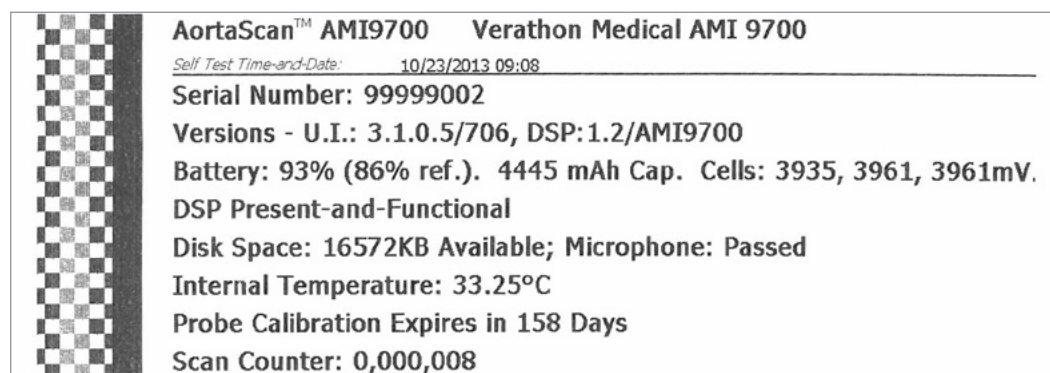 AortaScan™ AMI9700 Verathon Medical AMI 9700
Self Test Time-and-Date: 10/23/2013 09:08
Serial Number: 99999002
Versions - U.I.: 3.1.0.5/706, DSP:1.2/AMI9700
Battery: 93% (86% ref.). 4445 mAh Cap. Cells: 3935, 3961, 3961mV.
DSP Present-and-Functional
Disk Space: 16572KB Available; Microphone: Passed
Internal Temperature: 33.25ºC
Probe Calibration Expires in 158 Days
Scan Counter: 0,000,008